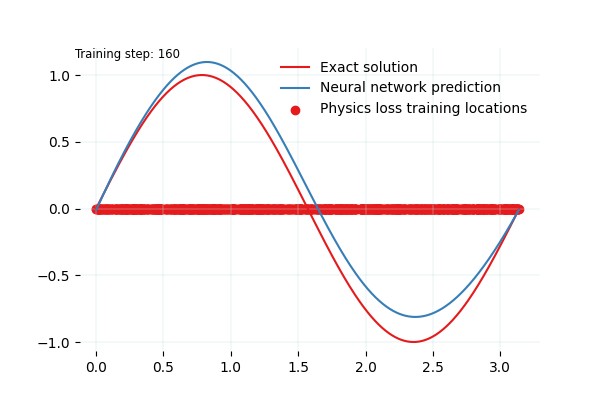 Training step: 160
Exact solution
Neural network prediction
Physics loss training locations
1.0
0.5
0.0
−0.5
−1.0
0.0 0.5 1.0 1.5 2.0 2.5 3.0